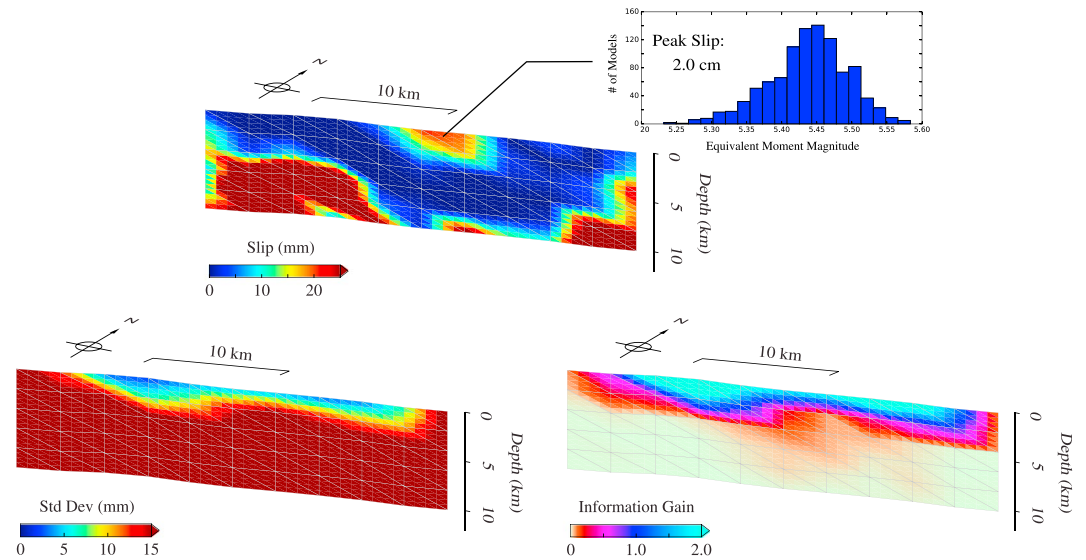 160
120
80
40
0
# of Models
Peak Slip:
2.0 cm
20
5.25
5.30
5.35
5.40
5.45
5.50
5.55
5.60
Equivalent Moment Magnitude
N
10 km
0
5
10
Depth (km)
Slip (mm)
0
10
20
N
10 km
0
5
10
Depth (km)
Std Dev (mm)
0
5
10
15
N
10 km
0
5
10
Depth (km)
Information Gain
0
1.0
2.0